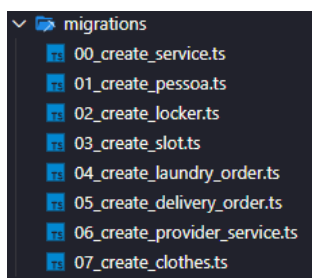 migrations
TS 00_create_service.ts
TS 01_create_pessoa.ts
TS 02_create_locker.ts
TS 03_create_slot.ts
TS 04_create_laundry_order.ts
TS 05_create_delivery_order.ts
TS 06_create_provider_service.ts
TS 07_create_clothes.ts